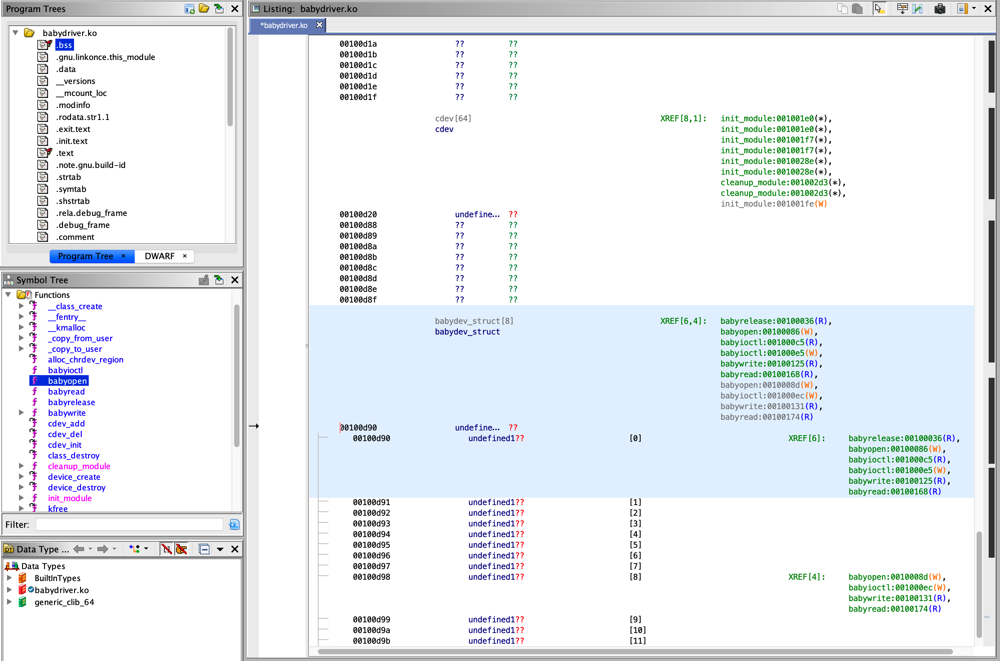 Program Trees
babydriver.ko
.bss
.gnu.linkonce.this_module
.data
__versions
__mcount_loc
.modinfo
.rodata.str1.1
.exit.text
.init.text
.text
.note.gnu.build-id
.strtab
.symtab
.shstrtab
.rela.debug_frame
.debug_frame
.comment
Program Tree × DWARF ×
Symbol Tree
Functions
__class_create
__fentry__
__kmalloc
_copy_from_user
_copy_to_user
alloc_chrdev_region
babyioctl
babyopen
babyread
babyrelease
babywrite
cdev_add
cdev_del
cdev_init
class_destroy
cleanup_module
device_create
device_destroy
init_module
kfree
Filter:
Data Type ...
Data Types
BuiltInTypes
babydriver.ko
generic_clib_64
Listing: babydriver.ko
*babydriver.ko
00100d1a ?? ??
00100d1b ?? ??
00100d1c ?? ??
00100d1d ?? ??
00100d1e ?? ??
00100d1f ?? ??
cdev[64] XREF[8,1]: init_module:001001e0(*),
cdev init_module:001001e0(*),
init_module:001001f7(*),
init_module:001001f7(*),
init_module:0010028e(*),
init_module:0010028e(*),
cleanup_module:001002d3(*),
cleanup_module:001002d3(*),
init_module:001001fe(W)
00100d20 undefine... ??
00100d88 ?? ??
00100d89 ?? ??
00100d8a ?? ??
00100d8b ?? ??
00100d8c ?? ??
00100d8d ?? ??
00100d8e ?? ??
00100d8f ?? ??
babydev_struct[8] XREF[6,4]: babyrelease:00100036(R),
babydev_struct babyopen:00100086(W),
babyioctl:001000c5(R),
babyioctl:001000e5(W),
babywrite:00100125(R),
babyread:00100168(R),
babyopen:0010008d(W),
babyioctl:001000ec(W),
babywrite:00100131(R),
babyread:00100174(R)
00100d90 undefine... ??
00100d90 undefined1?? [0] XREF[6]: babyrelease:00100036(R),
babyopen:00100086(W),
babyioctl:001000c5(R),
babyioctl:001000e5(W),
babywrite:00100125(R),
babyread:00100168(R)
00100d91 undefined1?? [1]
00100d92 undefined1?? [2]
00100d93 undefined1?? [3]
00100d94 undefined1?? [4]
00100d95 undefined1?? [5]
00100d96 undefined1?? [6]
00100d97 undefined1?? [7]
00100d98 undefined1?? [8] XREF[4]: babyopen:0010008d(W),
babyioctl:001000ec(W),
babywrite:00100131(R),
babyread:00100174(R)
00100d99 undefined1?? [9]
00100d9a undefined1?? [10]
00100d9b undefined1?? [11]